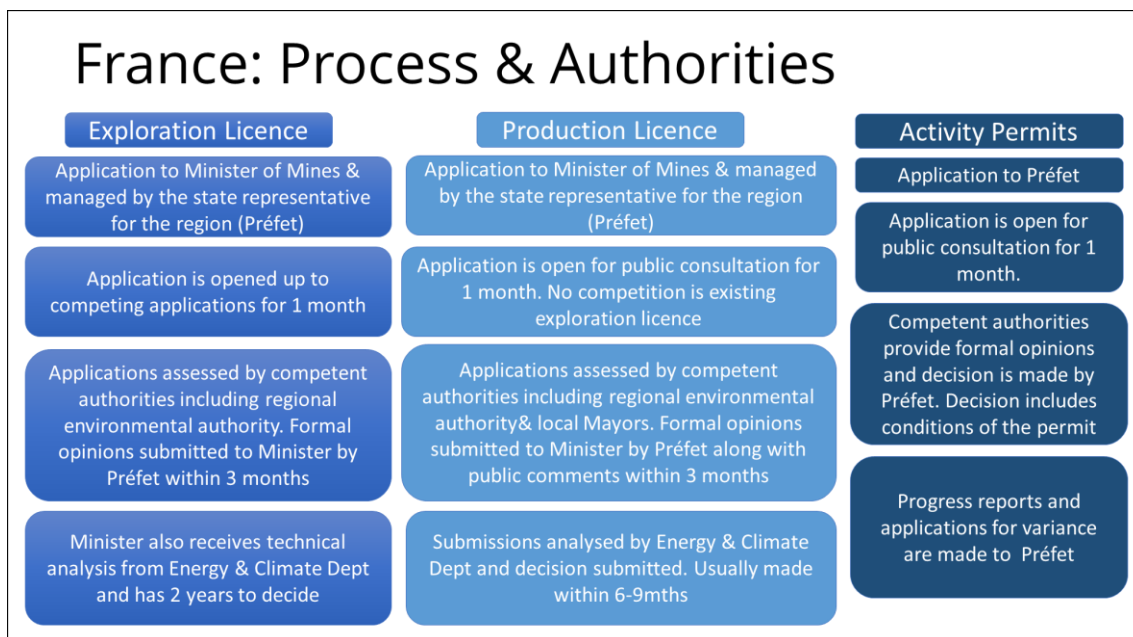 France: Process & Authorities
Exploration Licence
Application to Minister of Mines &
managed by the state representative
for the region (Préfet)
Application is opened up to
competing applications for 1 month
Applications assessed by competent
authorities including regional
environmental authority. Formal
opinions submitted to Minister by
Préfet within 3 months
Minister also receives technical
analysis from Energy & Climate Dept
and has 2 years to decide
Production Licence
Application to Minister of Mines & managed
by the state representative for the region
(Préfet)
Application is open for public consultation for
1 month. No competition is existing
exploration licence
Applications assessed by competent
authorities including regional environmental
authority& local Mayors. Formal opinions
submitted to Minister by Préfet along with
public comments within 3 months
Submissions analysed by Energy & Climate
Dept and decision submitted. Usually made
within 6-9mths
Activity Permits
Application to Préfet
Application is open for
public consultation for 1
month.
Competent authorities
provide formal opinions
and decision is made by
Préfet. Decision includes
conditions of the permit
Progress reports and
applications for variance
are made to Préfet